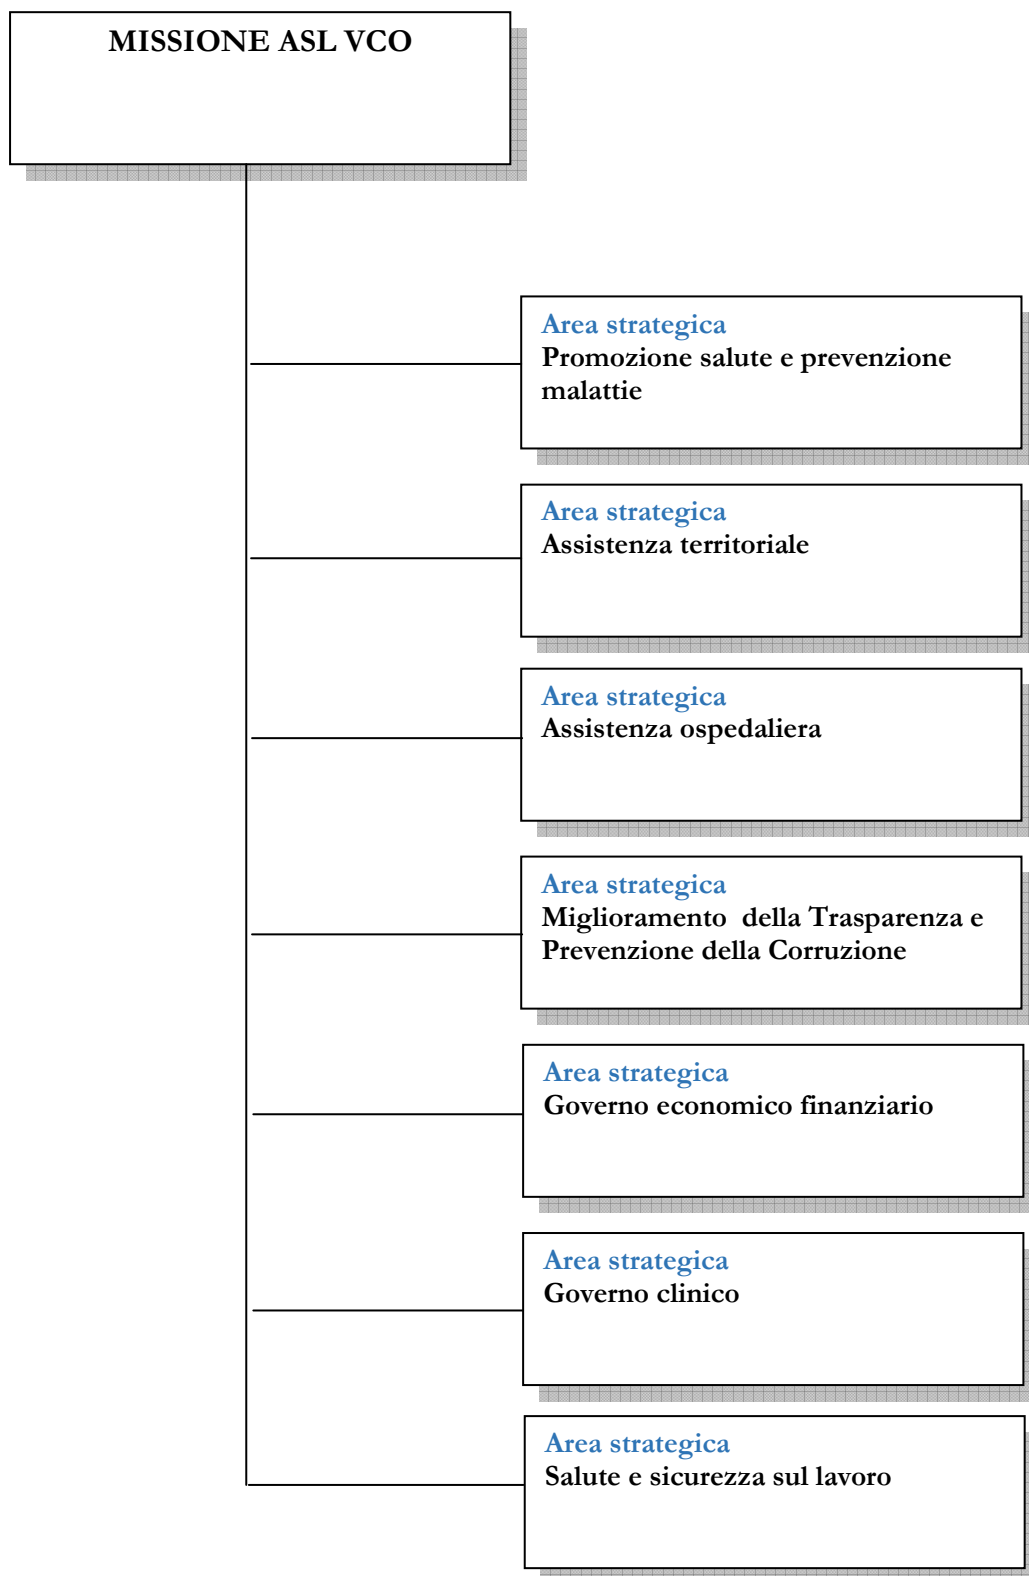 MISSIONE ASL VCO
Area strategica
Promozione salute e prevenzione
malattie
Area strategica
Assistenza territoriale
Area strategica
Assistenza ospedaliera
Area strategica
Miglioramento  della Trasparenza e
Prevenzione della Corruzione
Area strategica
Governo economico finanziario
Area strategica
Governo clinico
Area strategica
Salute e sicurezza sul lavoro